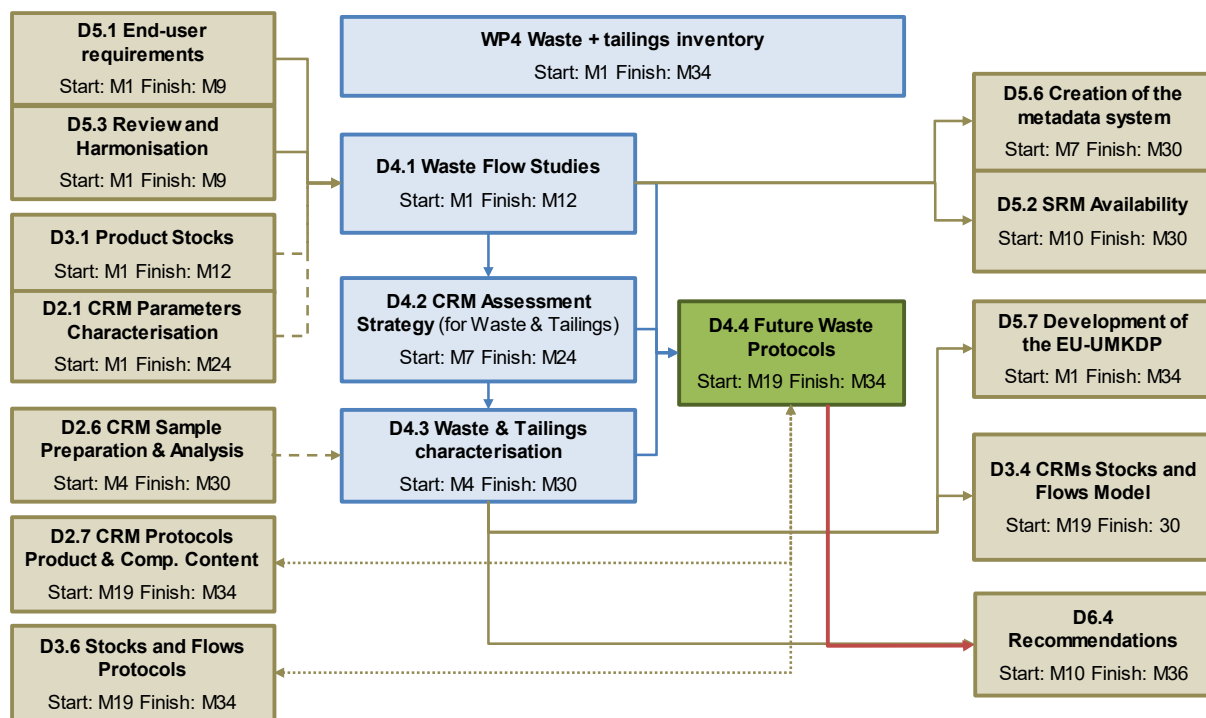 D5.1 End-user
requirements
Start: M1 Finish: M9
D5.3 Review and
Harmonisation
Start: M1 Finish: M9
D3.1 Product Stocks
Start: M1 Finish: M12
D2.1 CRM Parameters
Characterisation
Start: M1 Finish: M24
D2.6 CRM Sample
Preparation & Analysis
Start: M4 Finish: M30
D2.7 CRM Protocols
Product & Comp. Content
Start: M19 Finish: M34
D3.6 Stocks and Flows
Protocols
Start: M19 Finish: M34
WP4 Waste + tailings inventory
Start: M1 Finish: M34
D4.1 Waste Flow Studies
Start: M1 Finish: M12
D4.2 CRM Assessment
Strategy (for Waste & Tailings)
Start: M7 Finish: M24
D4.3 Waste & Tailings
characterisation
Start: M4 Finish: M30
D4.4 Future Waste
Protocols
Start: M19 Finish: M34
D5.6 Creation of the
metadata system
Start: M7 Finish: M30
D5.2 SRM Availability
Start: M10 Finish: M30
D5.7 Development of
the EU-UMKDP
Start: M1 Finish: M34
D3.4 CRMs Stocks and
Flows Model
Start: M19 Finish: 30
D6.4
Recommendations
Start: M10 Finish: M36